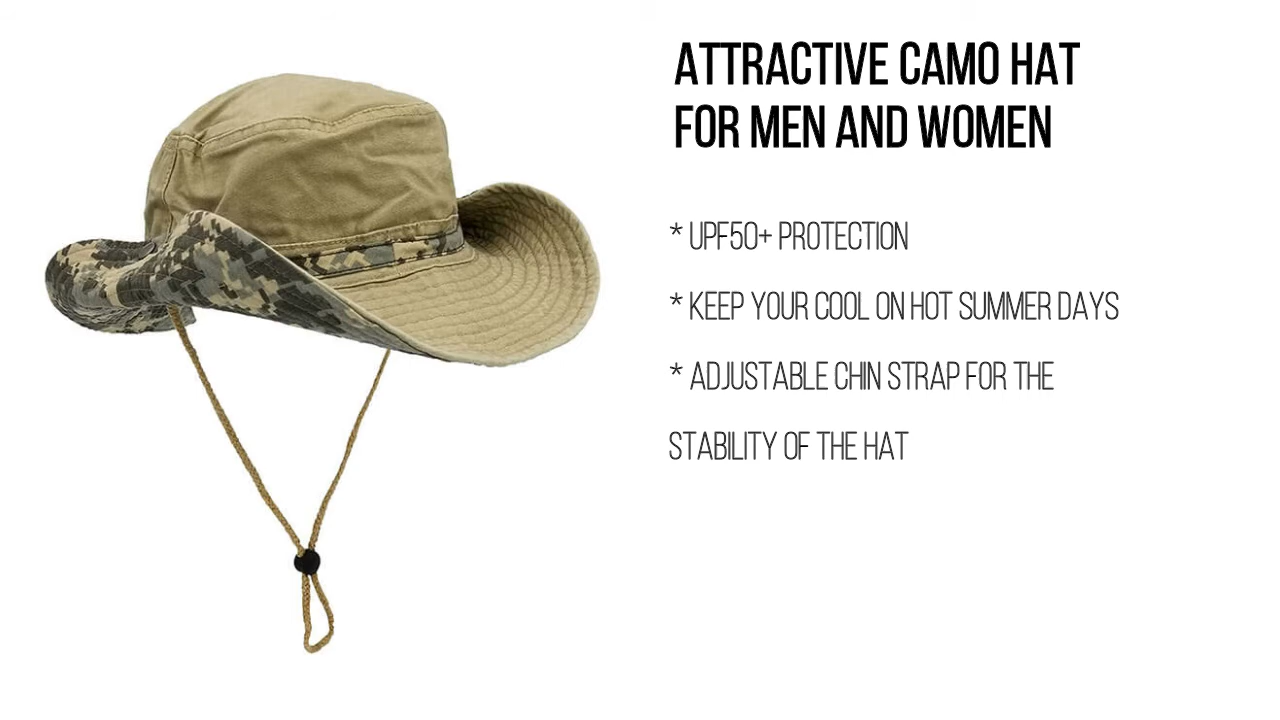 ATTRACTIVE CAMO HAT
FOR MEN AND WOMEN
* UPF50+ PROTECTION
* KEEP YOUR COOL ON HOT SUMMER DAYS
* ADJUSTABLE CHIN STRAP FOR THE
STABILITY OF THE HAT